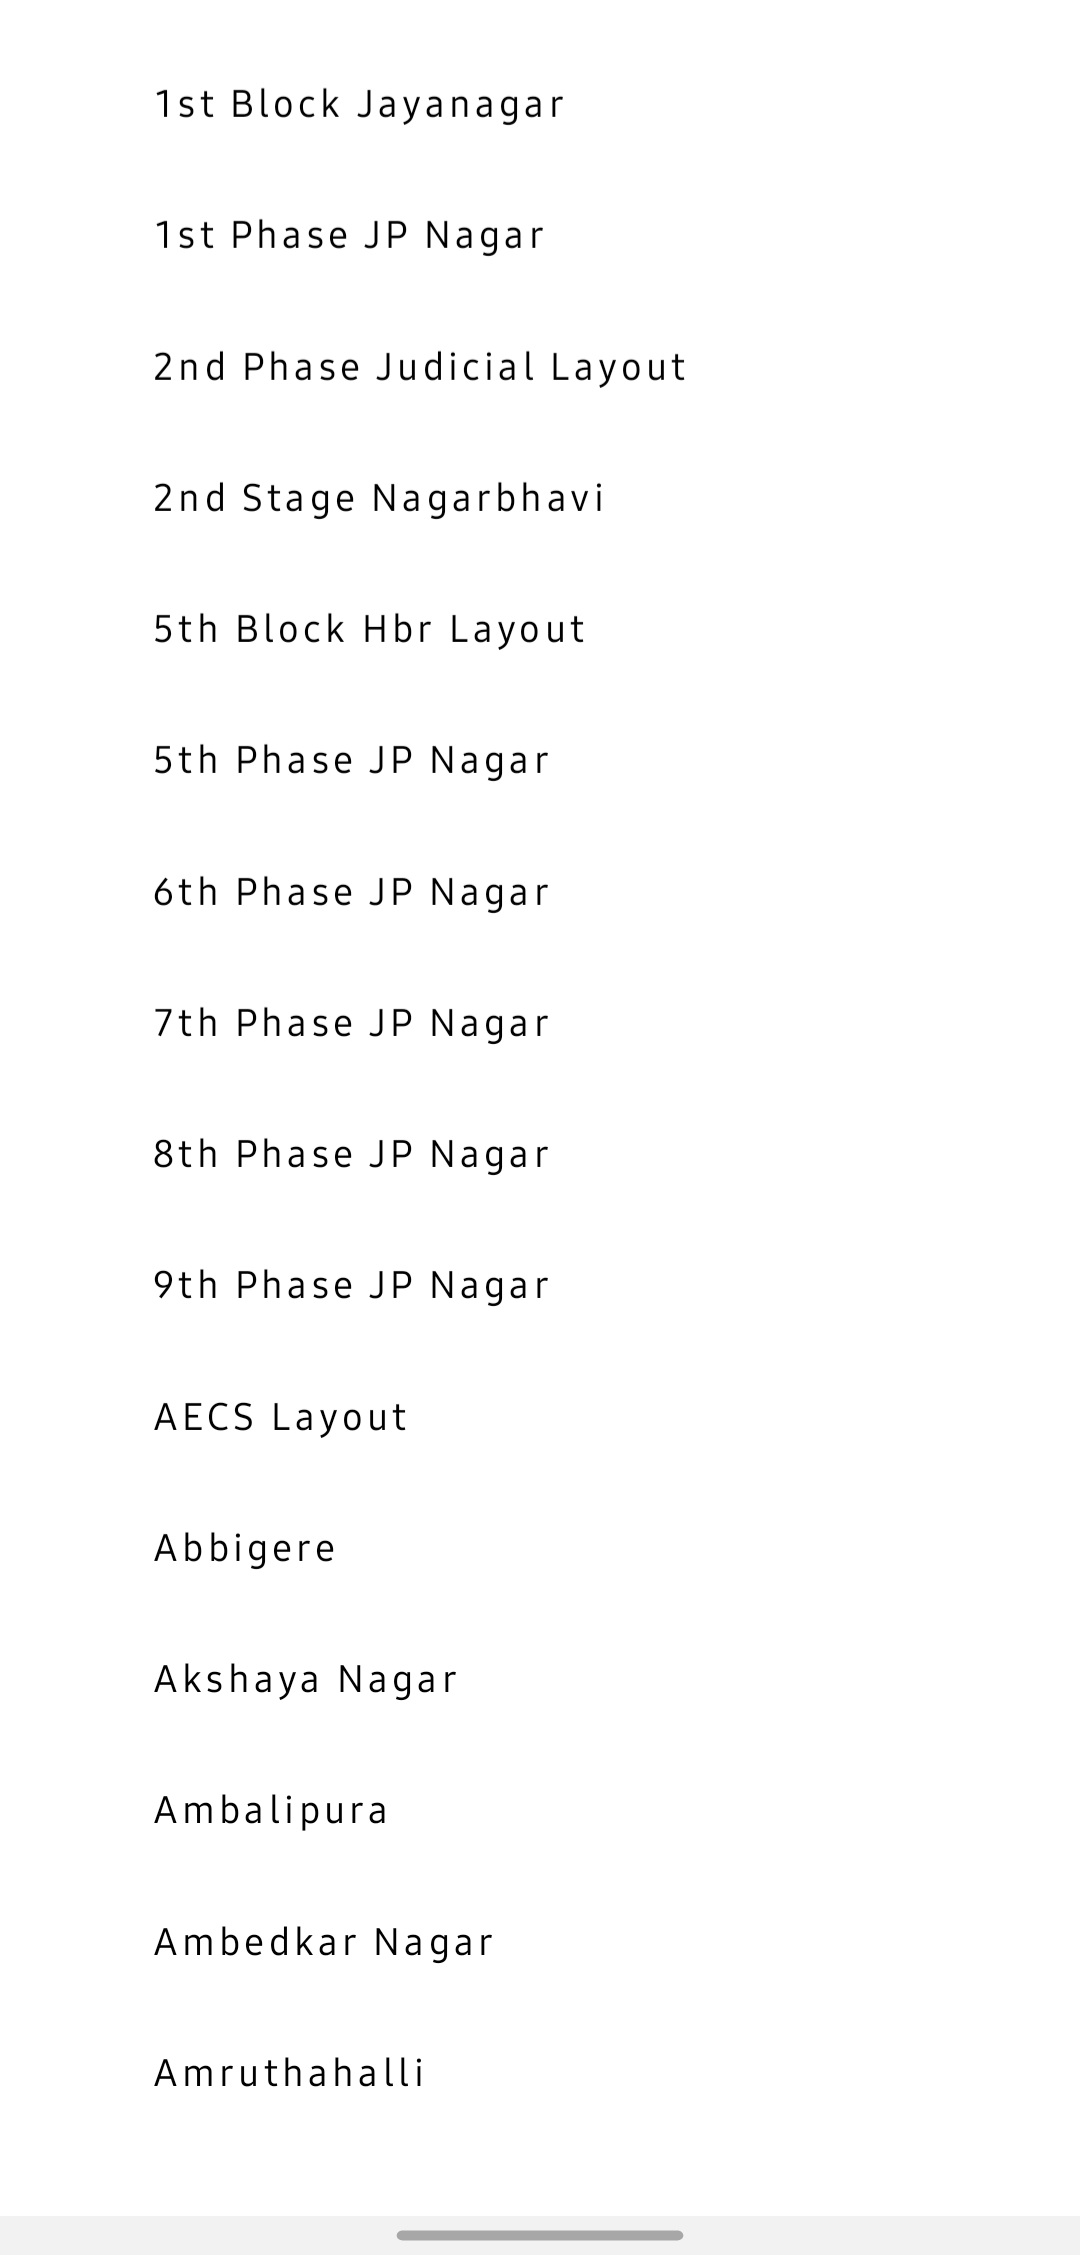 1st Block Jayanagar
1st Phase JP Nagar
2nd Phase Judicial Layout
2nd Stage Nagarbhavi
5th Block Hbr Layout
5th Phase JP Nagar
6th Phase JP Nagar
7th Phase JP Nagar
8th Phase JP Nagar
9th Phase JP Nagar
AECS Layout
Abbigere
Akshaya Nagar
Ambalipura
Ambedkar Nagar
Amruthahalli